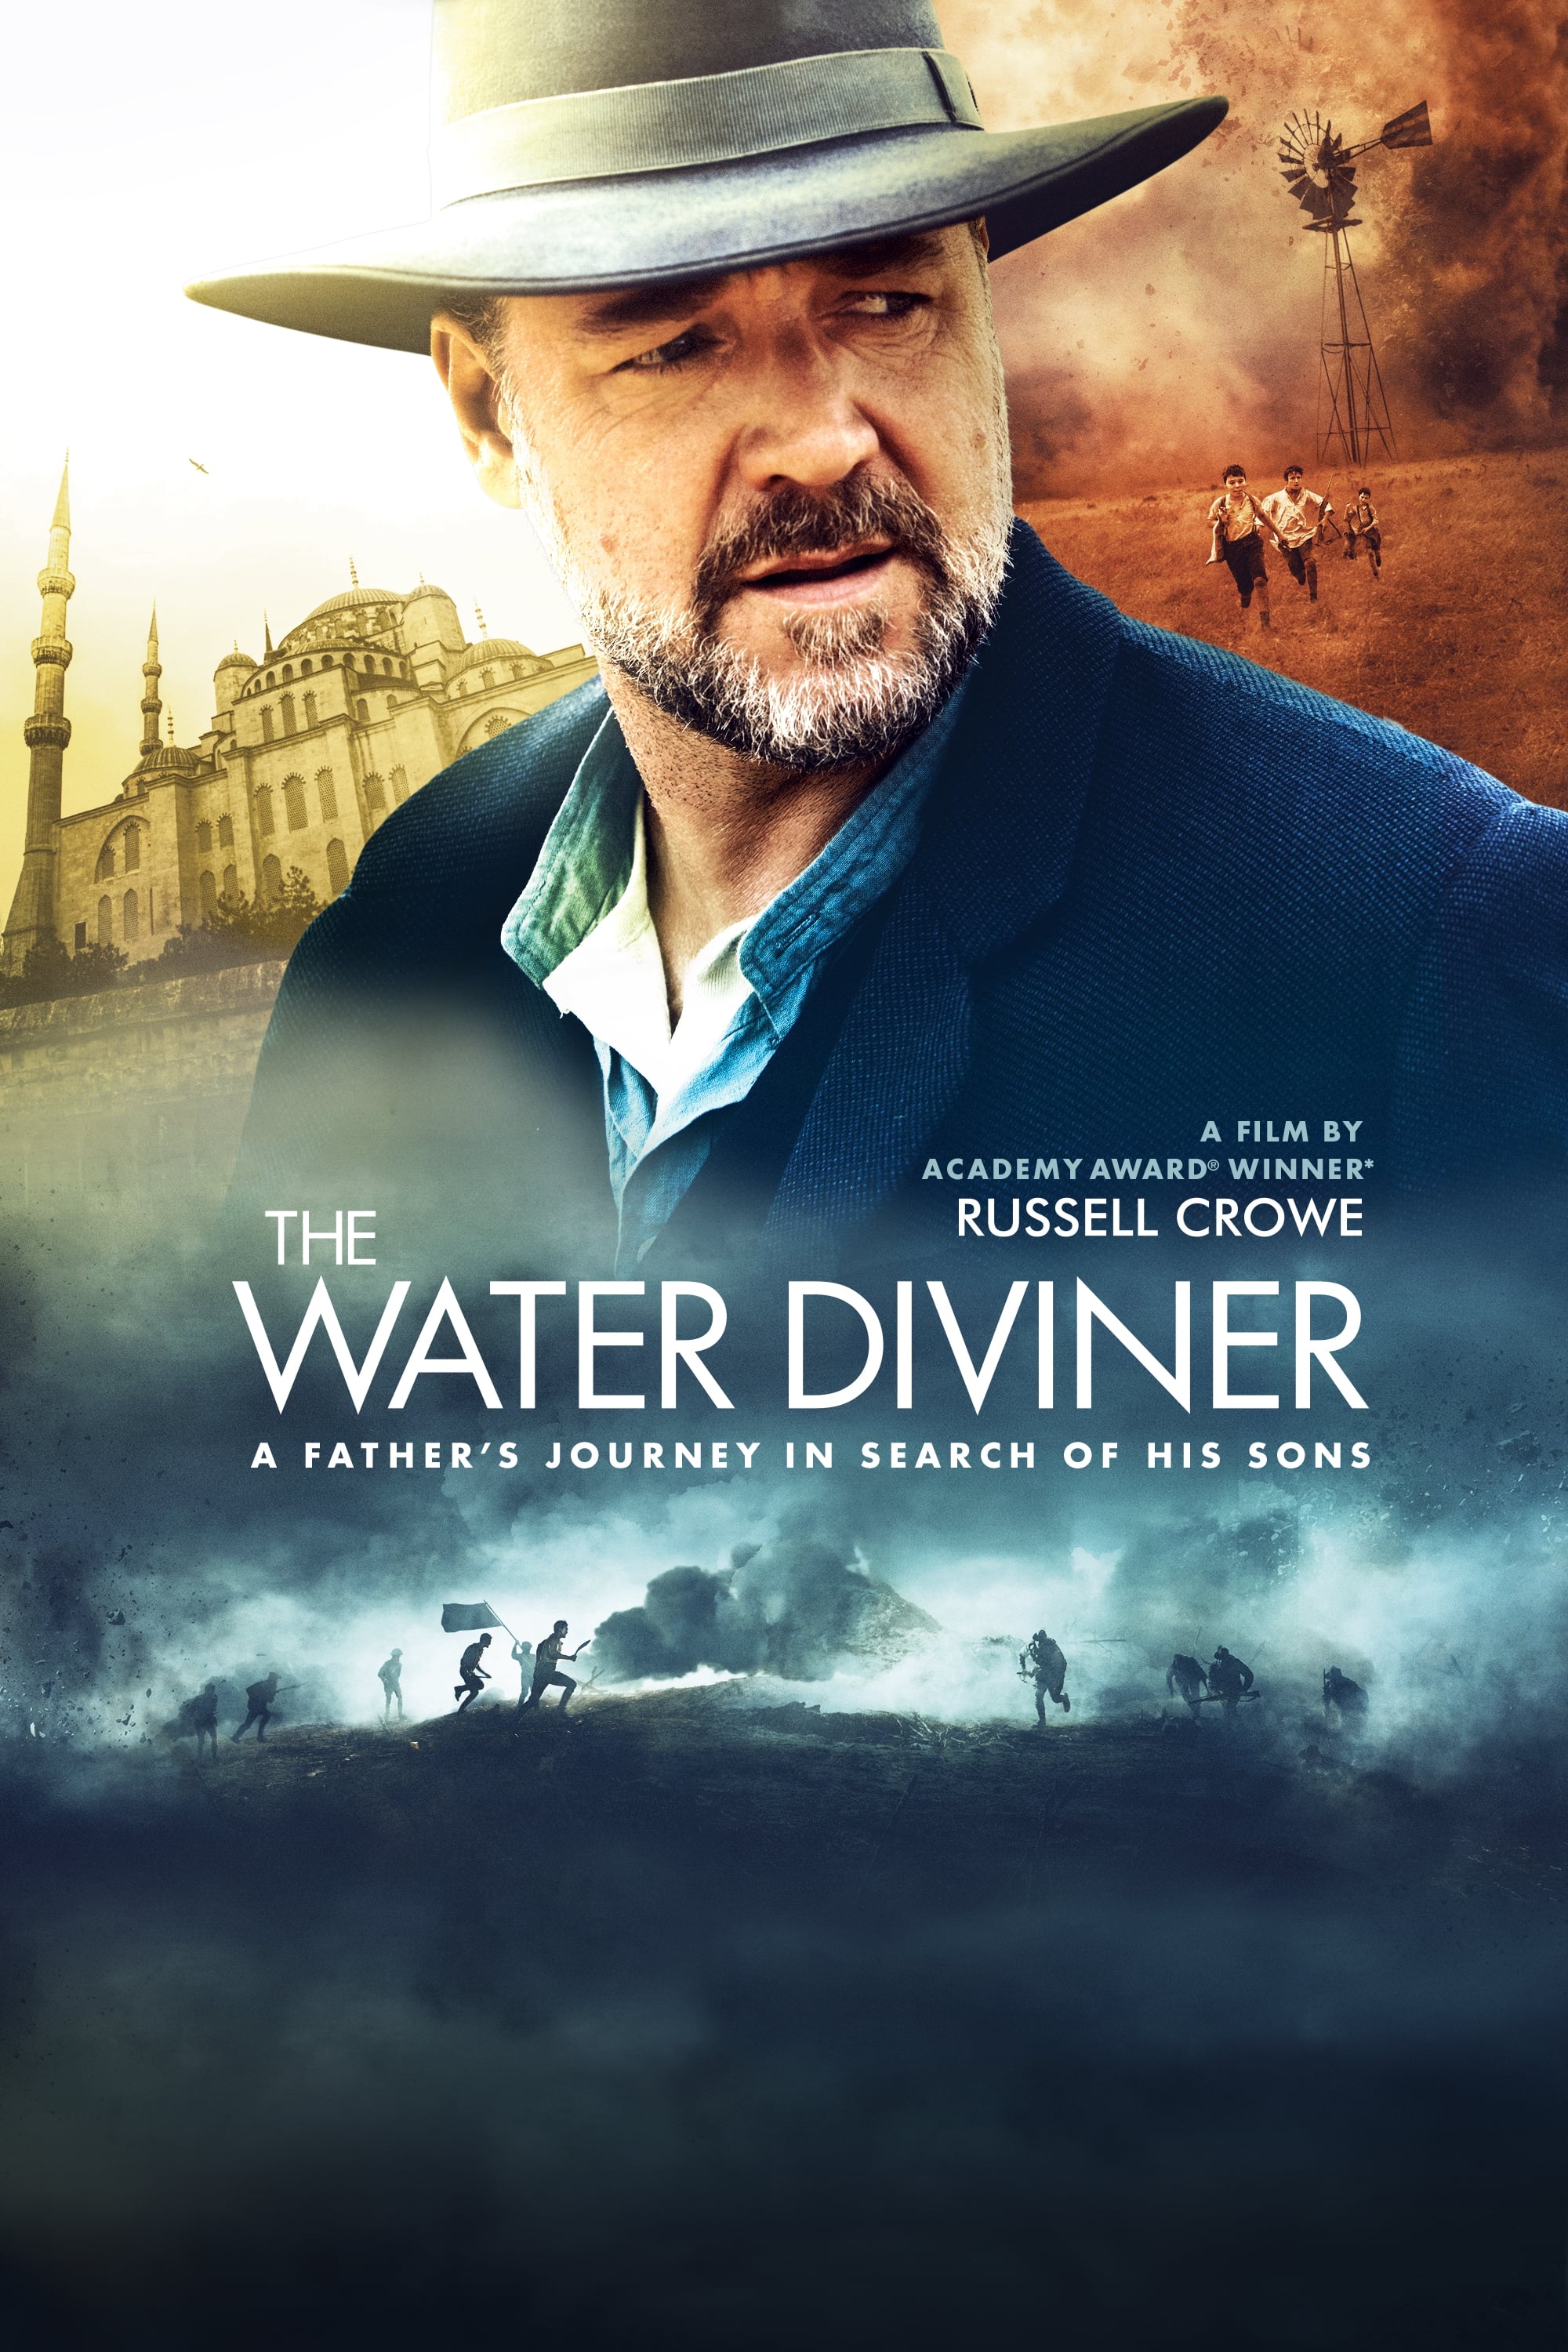 A FILM BY
ACADEMY AWARD® WINNER*
RUSSELL CROWE
THE
WATER DIVINER
A FATHER'S JOURNEY IN SEARCH OF HIS SONS